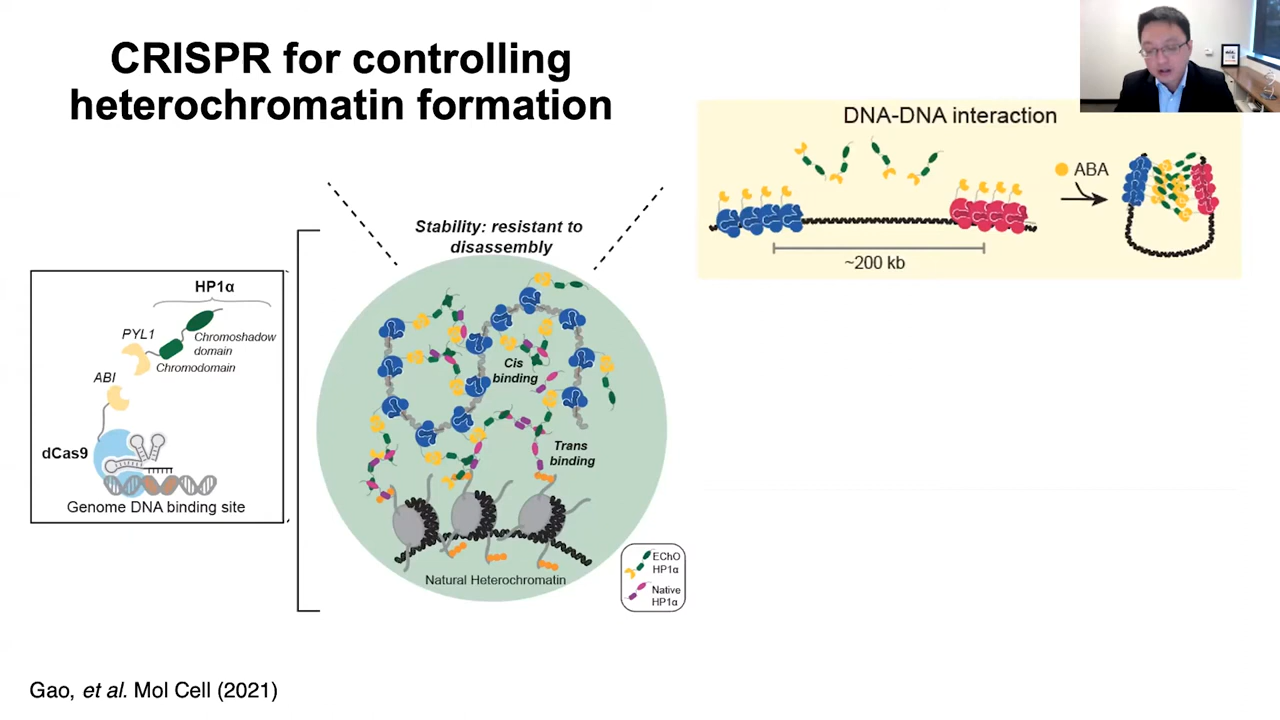 CRISPR for controlling
heterochromatin formation
DNA-DNA interaction
ABA
~200 kb
Stability: resistant to
disassembly
HP1α
PYL1
Chromoshadow
domain
Chromodomain
ABI
dCas9
Genome DNA binding site
Cis
binding
Trans
binding
Natural Heterochromatin
EChO
HP1α
Native
HP1α
Gao, et al. Mol Cell (2021)